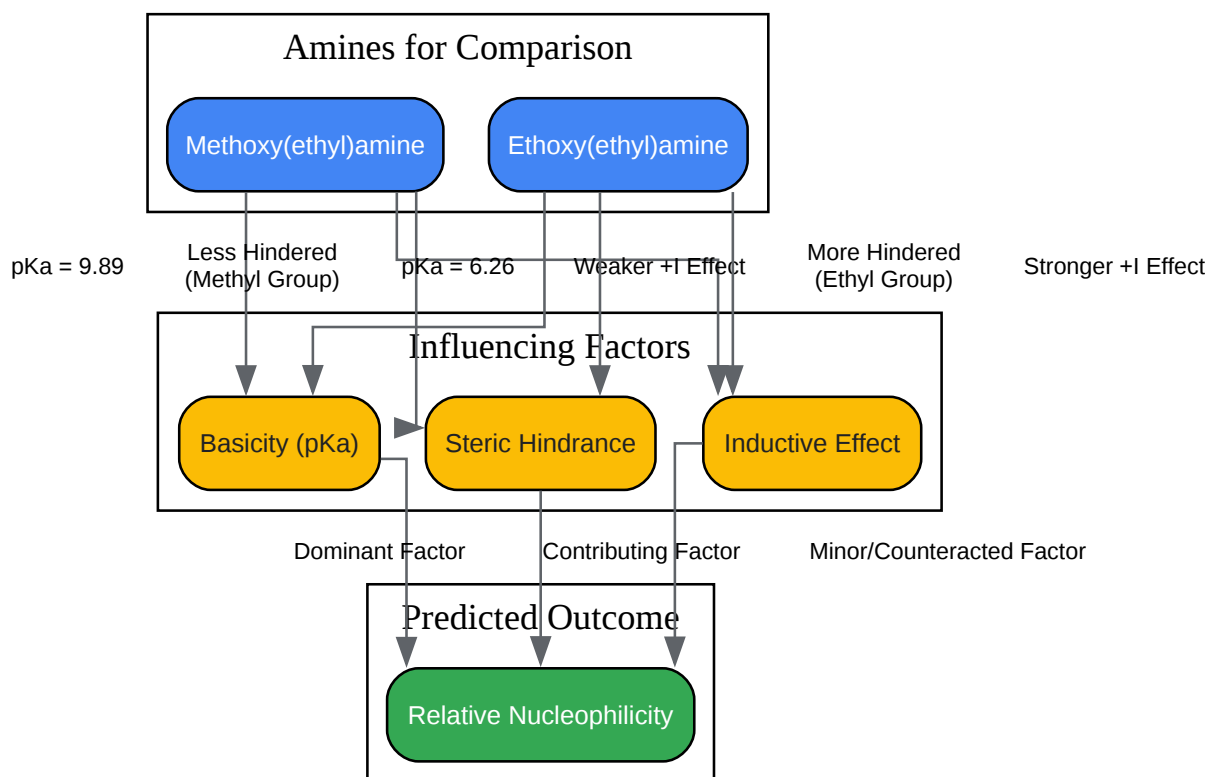 Amines for Comparison
Methoxy(ethyl)amine
Ethoxy(ethyl)amine
pKa = 9.89
Less Hindered
(Methyl Group)
pKa = 6.26
Weaker +I Effect
More Hindered
(Ethyl Group)
Stronger +I Effect
Influencing Factors
Basicity (pKa)
Steric Hindrance
Inductive Effect
Dominant Factor
Contributing Factor
Minor/Counteracted Factor
Predicted Outcome
Relative Nucleophilicity